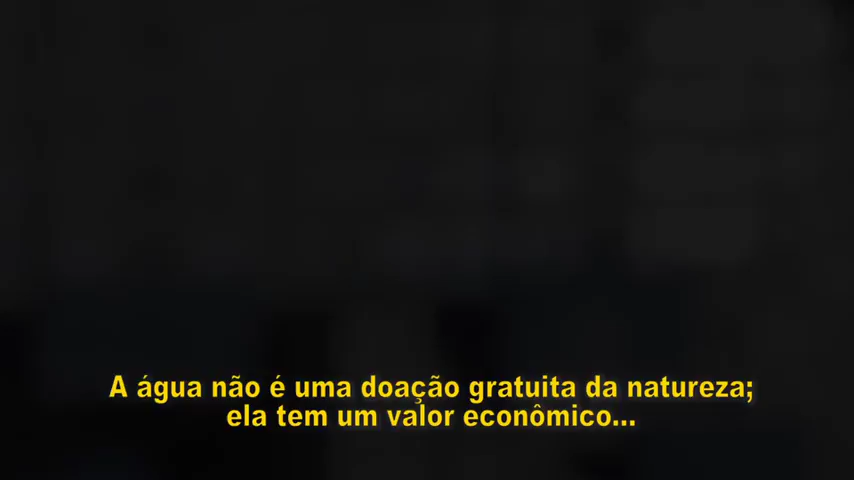 A água não é uma doação gratuita da natureza;
ela tem um valor econômico...